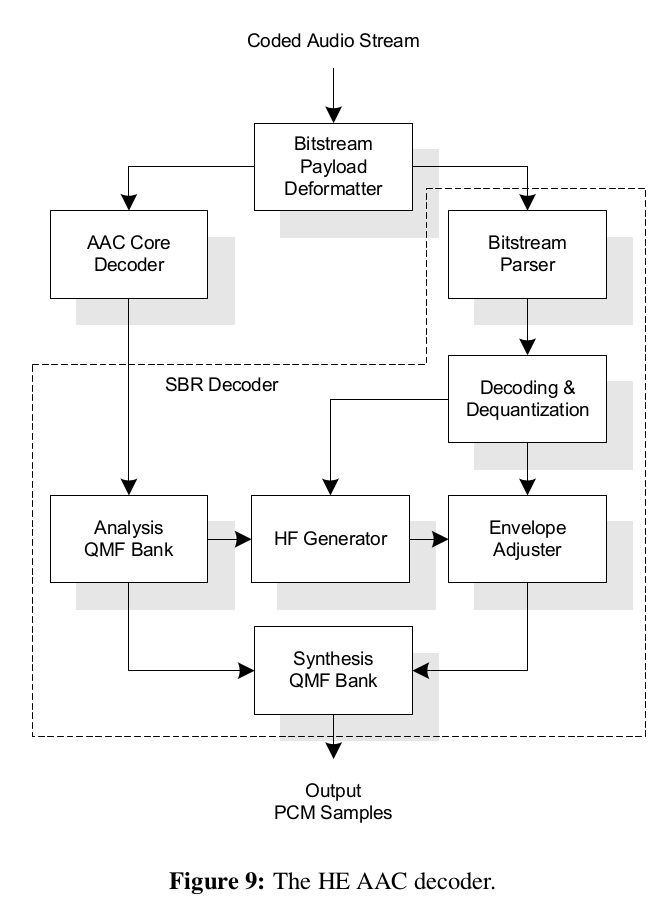 Coded Audio Stream
Bitstream
Payload
Deformatter
AAC Core
Decoder
Bitstream
Parser
SBR Decoder
Decoding &
Dequantization
Analysis
QMF Bank
HF Generator
Envelope
Adjuster
Synthesis
QMF Bank
Output
PCM Samples
Figure 9: The HE AAC decoder.